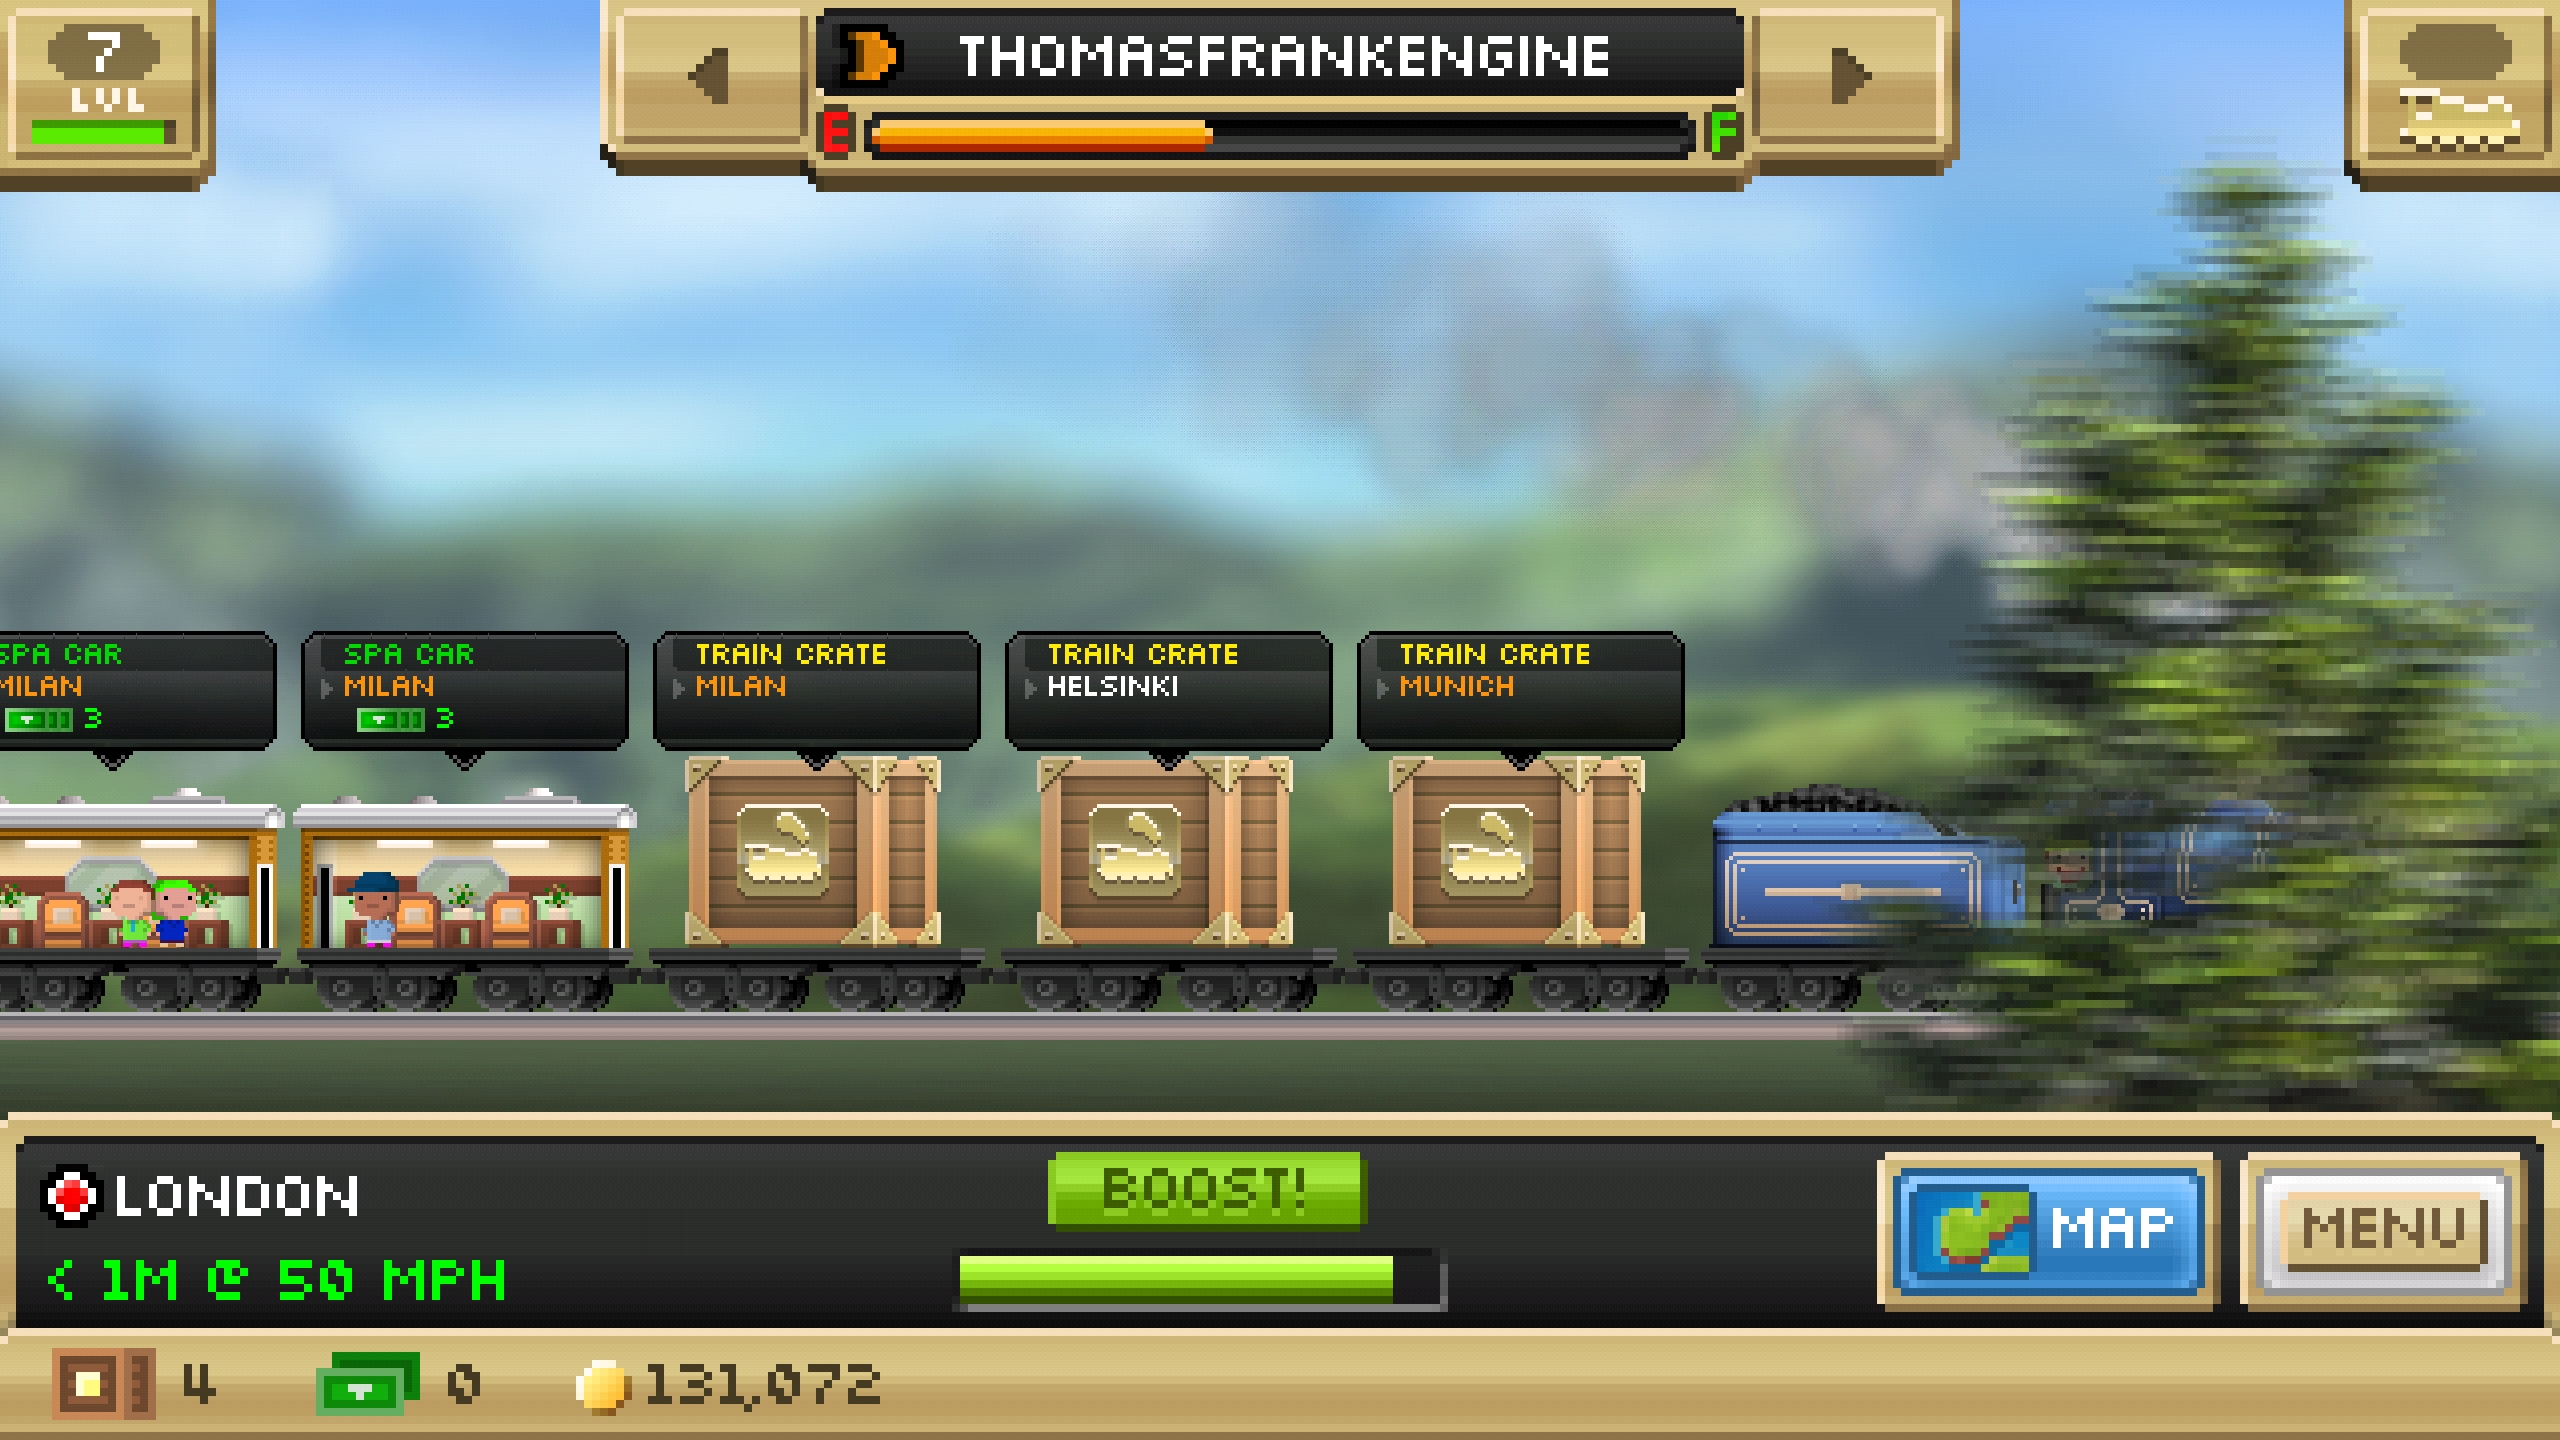 7
LVL
THOMASFRANKENGINE
E
F
SPA CAR
MILAN
3
SPA CAR
MILAN
3
TRAIN CRATE
MILAN
TRAIN CRATE
HELSINKI
TRAIN CRATE
MUNICH
LONDON
< 1M @ 50 MPH
BOOST!
MAP
MENU
4
0
131,072